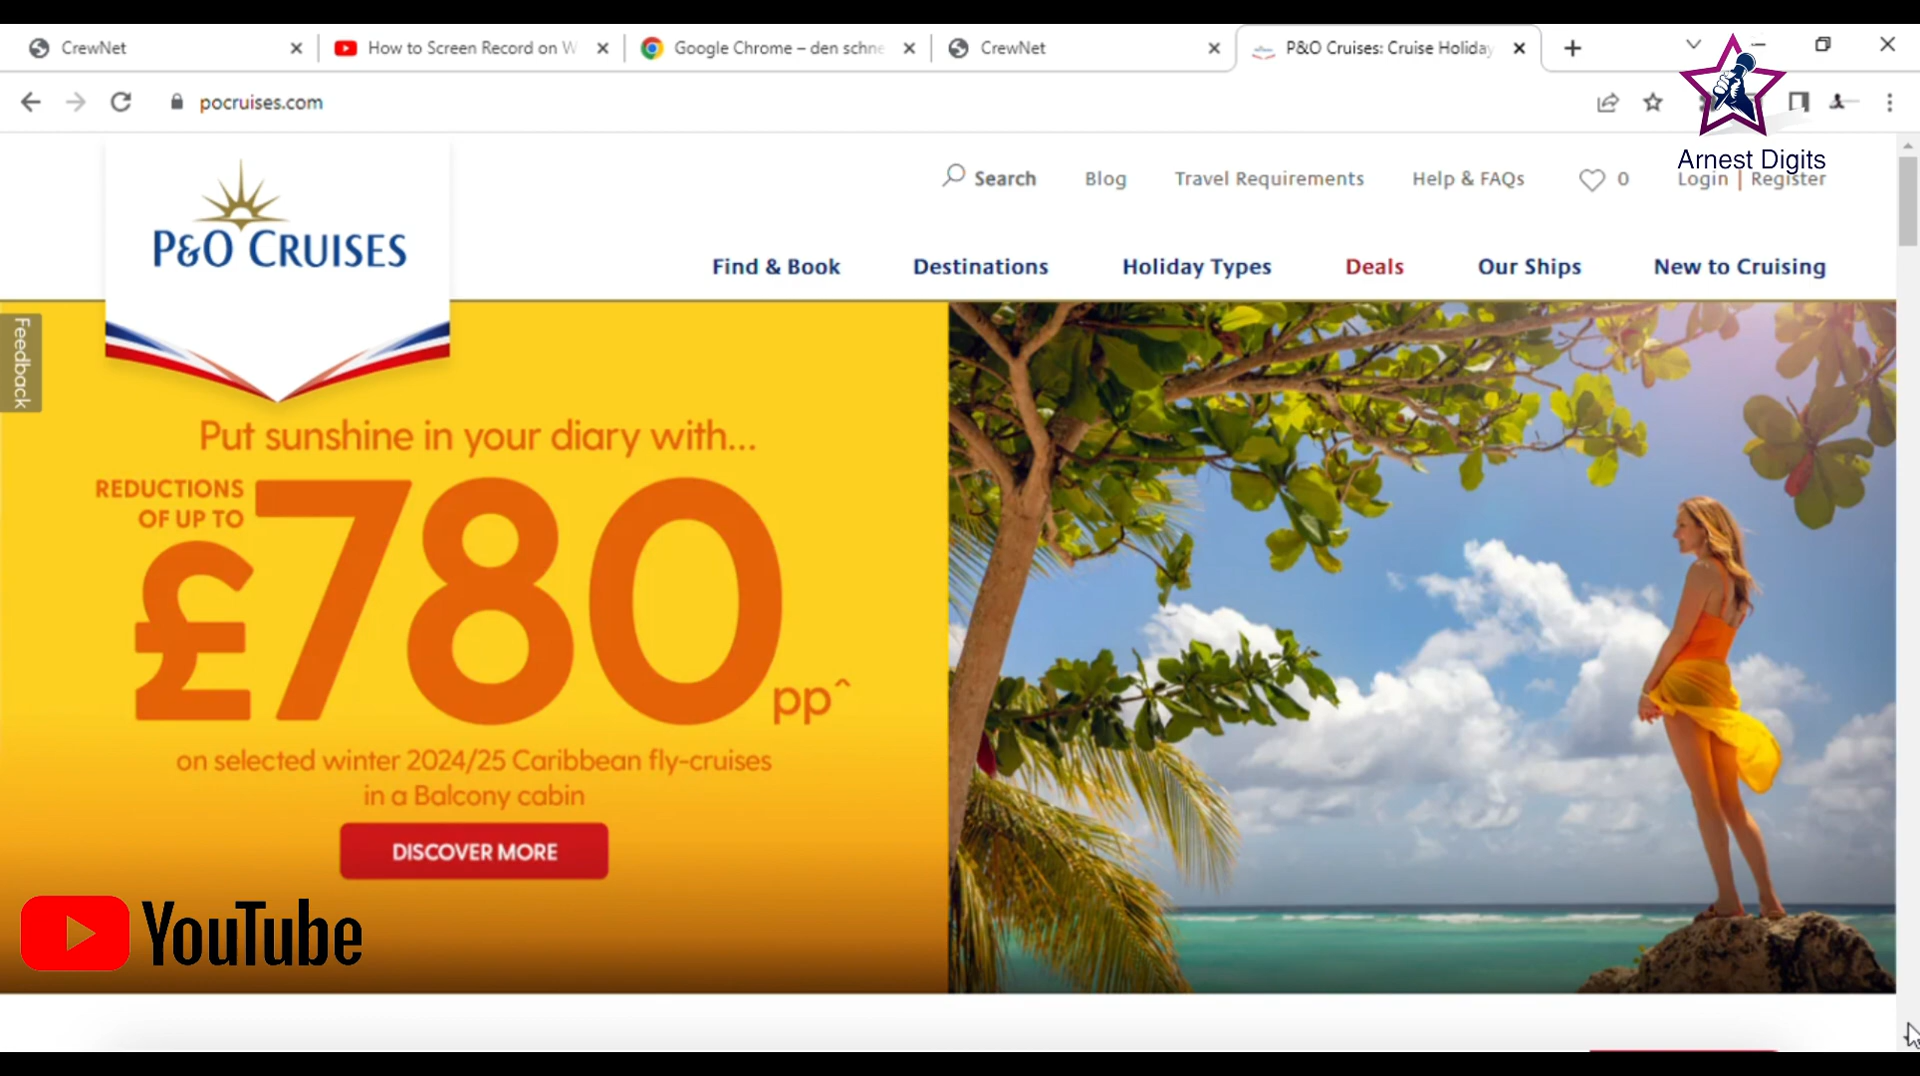 CrewNet
How to Screen Record on W
Google Chrome – den schne
CrewNet
P&O Cruises: Cruise Holiday
pocruises.com
Arnest Digits
Search
Blog
Travel Requirements
Help & FAQs
0
Login | Register
P&O CRUISES
Find & Book
Destinations
Holiday Types
Deals
Our Ships
New to Cruising
Feedback
Put sunshine in your diary with...
REDUCTIONS
OF UP TO
£780pp^
on selected winter 2024/25 Caribbean fly-cruises
in a Balcony cabin
DISCOVER MORE
YouTube